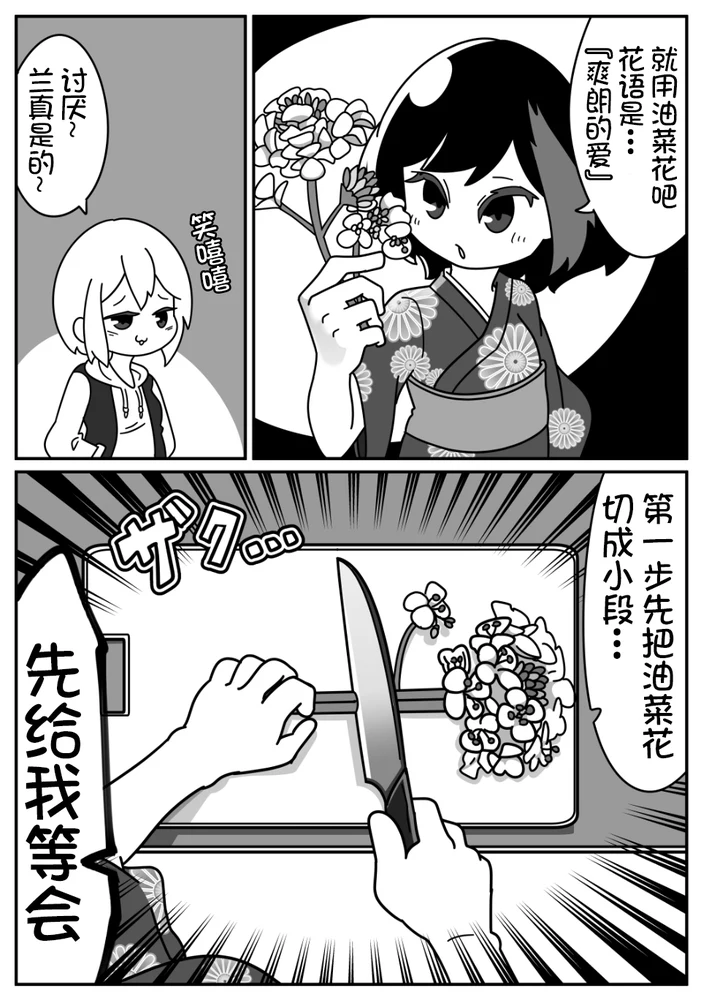 就用油菜花吧
花语是…
『爽朗的爱』
讨厌~
兰真是的~
笑嘻嘻
第一步先把油菜花
切成小段…
ザク…
先给我等会